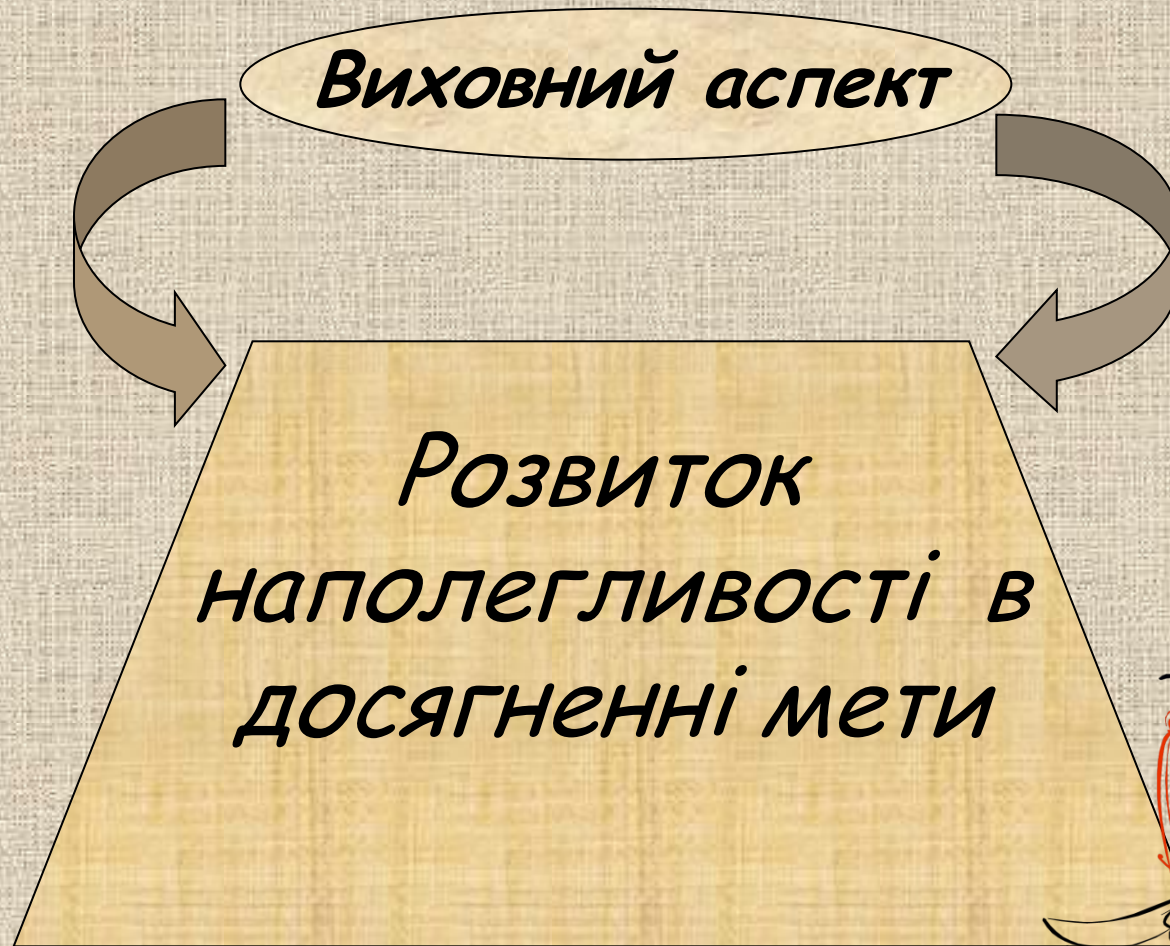 Виховний аспект
Розвиток
наполегливості в
досягненні мети